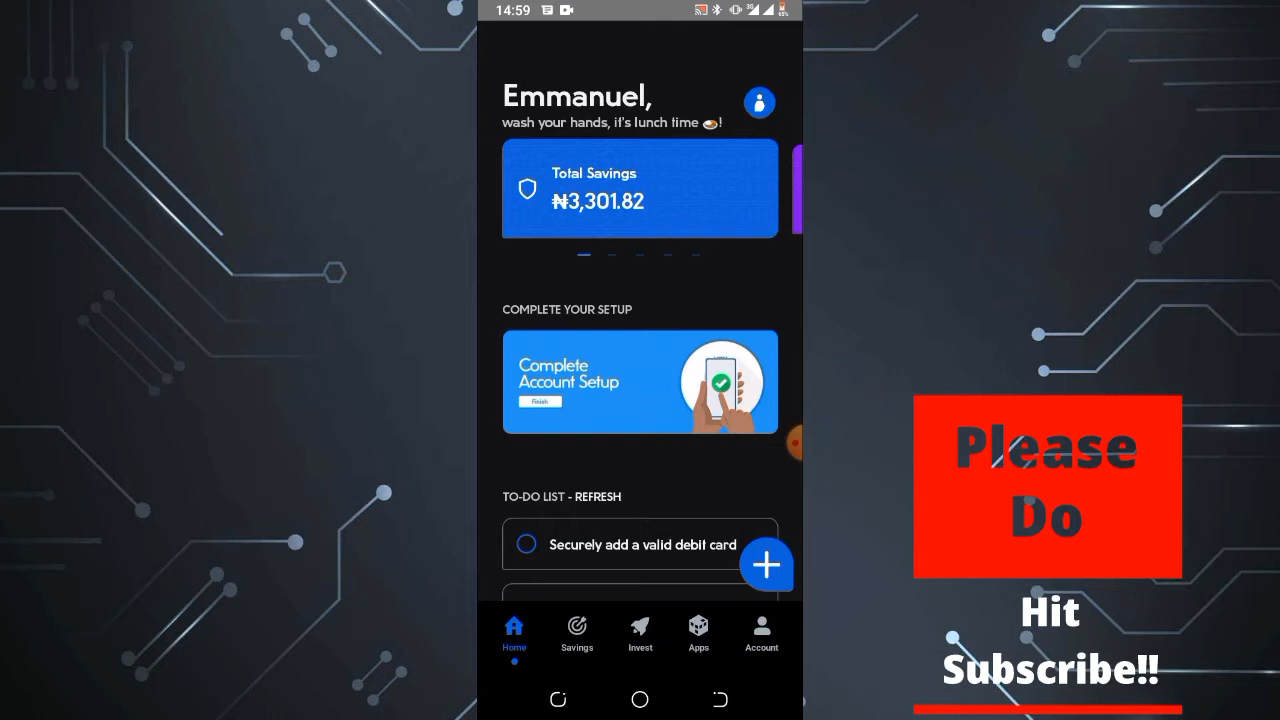 14:59
3G
65%
Emmanuel,
wash your hands, it's lunch time 🍛!
Total Savings
₦3,301.82
COMPLETE YOUR SETUP
Complete
Account Setup
Finish
TO-DO LIST - REFRESH
Securely add a valid debit card
Home
Savings
Invest
Apps
Account
Please
Do
Hit
Subscribe!!